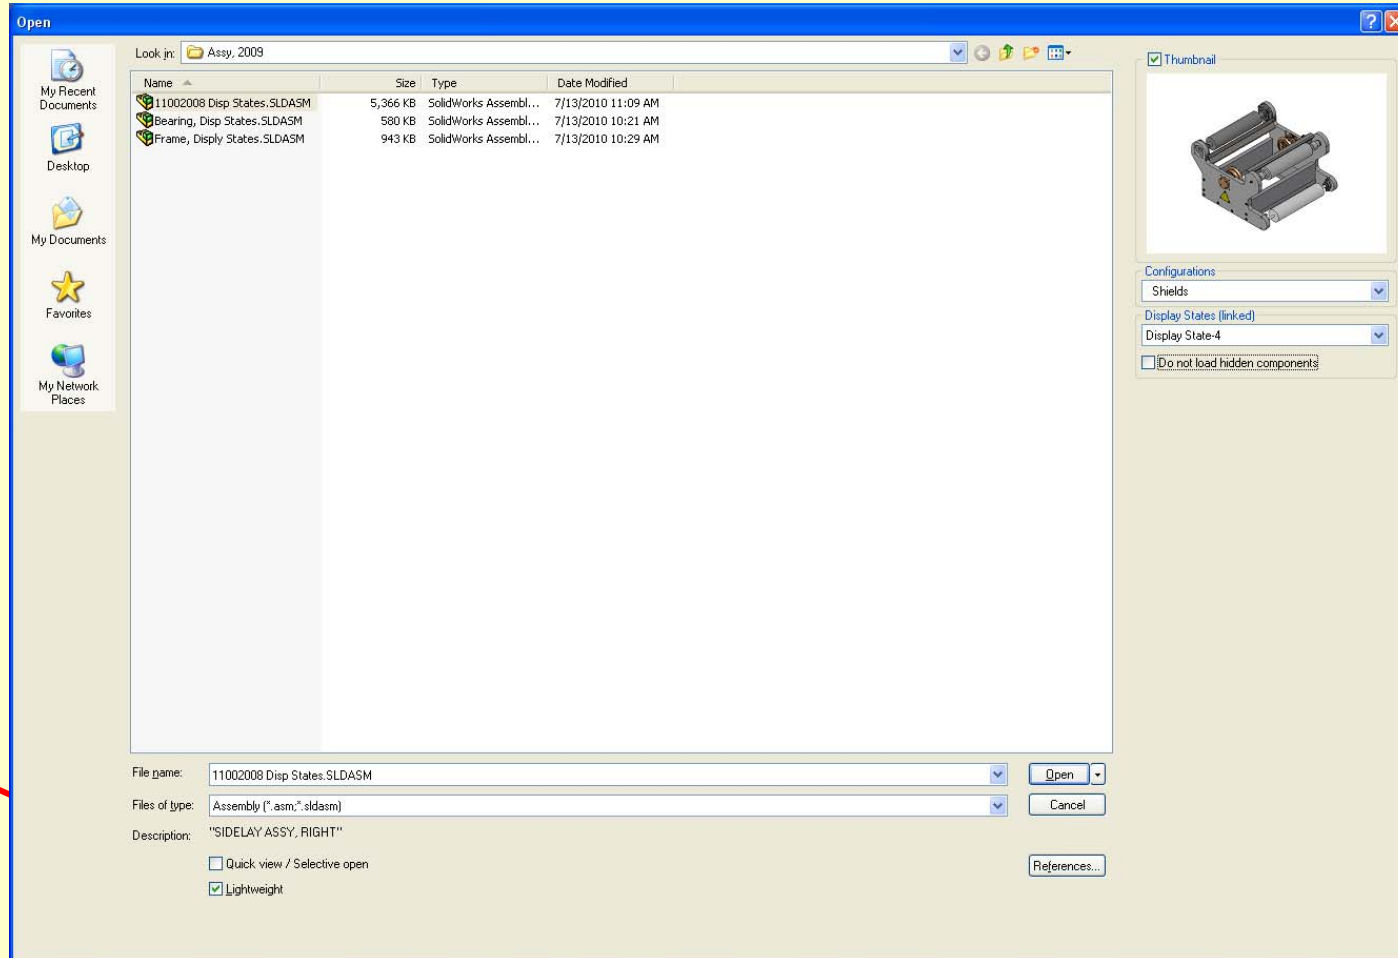 Open
Look in: Assy, 2009
Thumbnail
My Recent
Documents
Desktop
My Documents
Favorites
My Network
Places
Name Size Type Date Modified
11002008 Disp States.SLDASM 5,366 KB SolidWorks Assembl... 7/13/2010 11:09 AM
Bearing, Disp States.SLDASM 580 KB SolidWorks Assembl... 7/13/2010 10:21 AM
Frame, Disply States.SLDASM 943 KB SolidWorks Assembl... 7/13/2010 10:29 AM
Configurations
Shields
Display States (linked)
Display State-4
Do not load hidden components
File name: 11002008 Disp States.SLDASM Open
Files of type: Assembly (*.asm;*.sldasm) Cancel
Description: "SIDELAY ASSY, RIGHT"
Quick view / Selective open References...
Lightweight